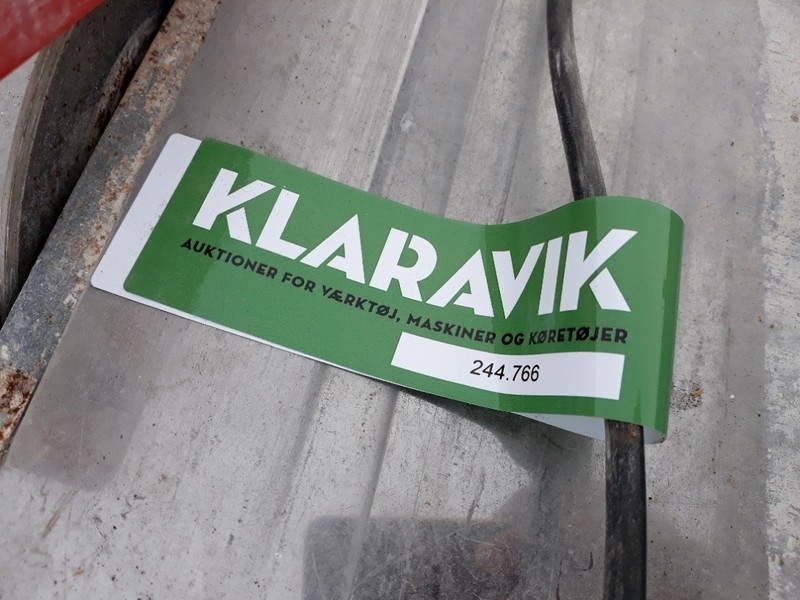 KLARAVIK
AUKTIONER FOR VÆRKTØJ, MASKINER OG KØRETØJER
244.766